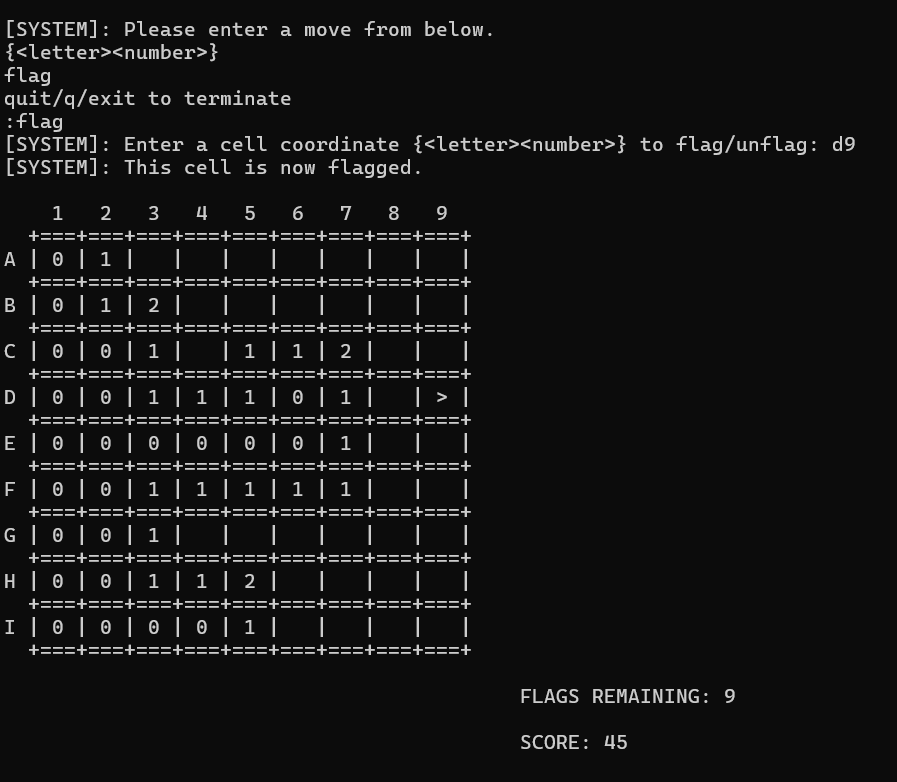 [SYSTEM]: Please enter a move from below.
{<letter><number>}
flag
quit/q/exit to terminate
:flag
[SYSTEM]: Enter a cell coordinate {<letter><number>} to flag/unflag: d9
[SYSTEM]: This cell is now flagged.
    1   2   3   4   5   6   7   8   9
  +===+===+===+===+===+===+===+===+===+
A | 0 | 1 |   |   |   |   |   |   |   |
  +===+===+===+===+===+===+===+===+===+
B | 0 | 1 | 2 |   |   |   |   |   |   |
  +===+===+===+===+===+===+===+===+===+
C | 0 | 0 | 1 |   | 1 | 1 | 2 |   |   |
  +===+===+===+===+===+===+===+===+===+
D | 0 | 0 | 1 | 1 | 1 | 0 | 1 |   | > |
  +===+===+===+===+===+===+===+===+===+
E | 0 | 0 | 0 | 0 | 0 | 0 | 1 |   |   |
  +===+===+===+===+===+===+===+===+===+
F | 0 | 0 | 1 | 1 | 1 | 1 | 1 |   |   |
  +===+===+===+===+===+===+===+===+===+
G | 0 | 0 | 1 |   |   |   |   |   |   |
  +===+===+===+===+===+===+===+===+===+
H | 0 | 0 | 1 | 1 | 2 |   |   |   |   |
  +===+===+===+===+===+===+===+===+===+
I | 0 | 0 | 0 | 0 | 1 |   |   |   |   |
  +===+===+===+===+===+===+===+===+===+
FLAGS REMAINING: 9
SCORE: 45